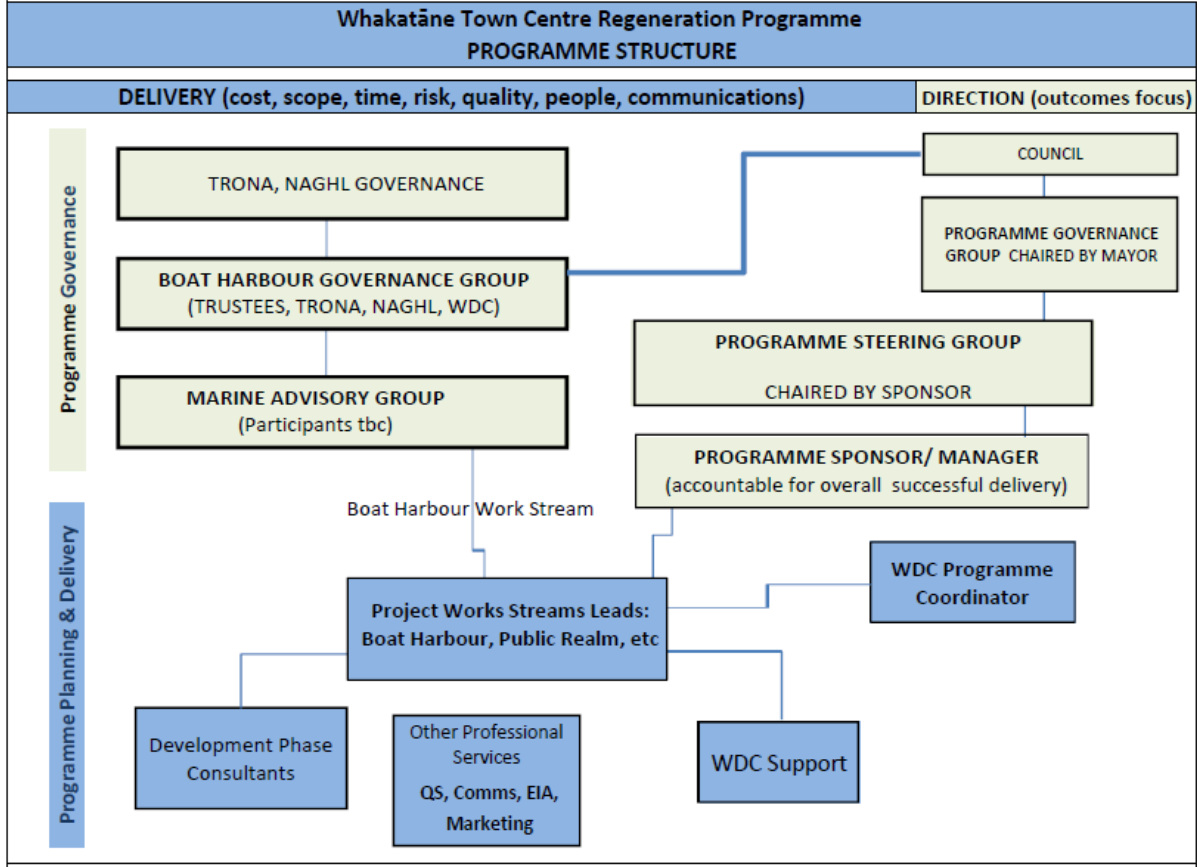 Whakatāne Town Centre Regeneration Programme
PROGRAMME STRUCTURE
DELIVERY (cost, scope, time, risk, quality, people, communications)
DIRECTION (outcomes focus)
Programme Governance
TRONA, NAGHL GOVERNANCE
COUNCIL
PROGRAMME GOVERNANCE
GROUP CHAIRED BY MAYOR
BOAT HARBOUR GOVERNANCE GROUP
(TRUSTEES, TRONA, NAGHL, WDC)
PROGRAMME STEERING GROUP
CHAIRED BY SPONSOR
MARINE ADVISORY GROUP
(Participants tbc)
PROGRAMME SPONSOR/ MANAGER
(accountable for overall successful delivery)
Boat Harbour Work Stream
Programme Planning & Delivery
WDC Programme
Coordinator
Project Works Streams Leads:
Boat Harbour, Public Realm, etc
Development Phase
Consultants
Other Professional
Services
QS, Comms, EIA,
Marketing
WDC Support